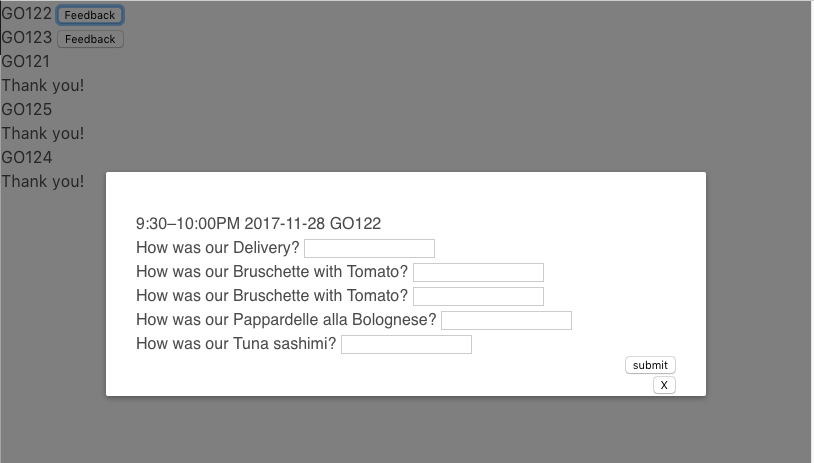 GO122 Feedback
GO123 Feedback
GO121
Thank you!
GO125
Thank you!
GO124
Thank you!
9:30–10:00PM 2017-11-28 GO122
How was our Delivery?
How was our Bruschette with Tomato?
How was our Bruschette with Tomato?
How was our Pappardelle alla Bolognese?
How was our Tuna sashimi?
submit
X